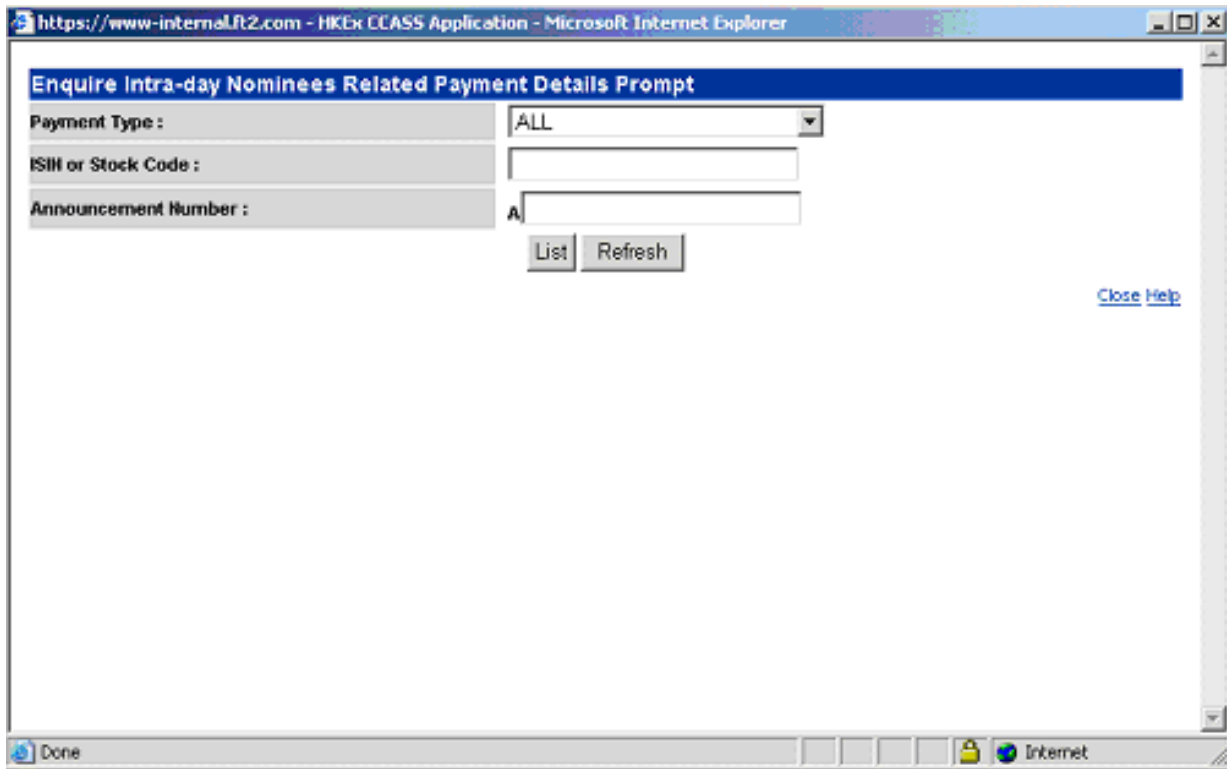 https://www-internal.ft2.com - HKEx CCASS Application - Microsoft Internet Explorer
Enquire Intra-day Nominees Related Payment Details Prompt
Payment Type : ALL
ISIN or Stock Code :
Announcement Number : A
List Refresh
Close Help
Done Internet